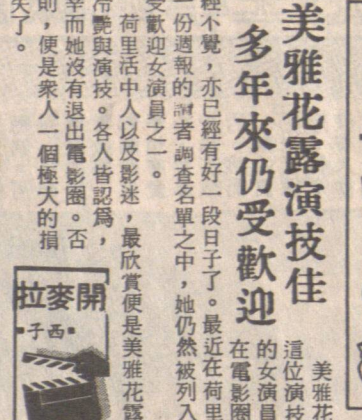 美雅花露演技佳
多年來仍受歡迎
美雅花
這位演技
的女演員
在電影圈
經不覺，亦已經有好一段日子了。最近在荷里
一份週報的讀者調查名單之中，她仍然被列入
受歡迎女演員之一。
荷里活中人以及影迷，最欣賞便是美雅花露
冷艷與演技。各人皆認爲，
幸而她沒有退出電影圈。否
則，便是衆人一個極大的損
失了。
開麥拉
■西子■